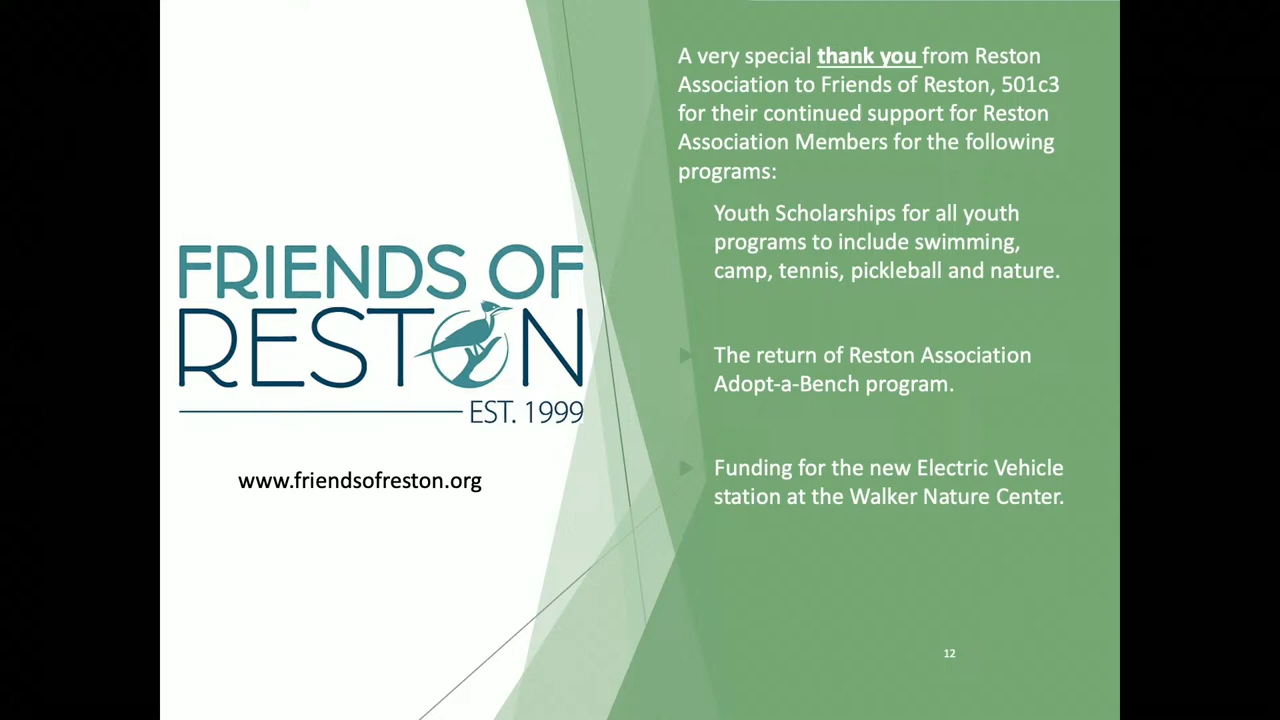 FRIENDS OF
RESTON
EST. 1999
www.friendsofreston.org
A very special thank you from Reston
Association to Friends of Reston, 501c3
for their continued support for Reston
Association Members for the following
programs:
Youth Scholarships for all youth
programs to include swimming,
camp, tennis, pickleball and nature.
The return of Reston Association
Adopt-a-Bench program.
Funding for the new Electric Vehicle
station at the Walker Nature Center.
12